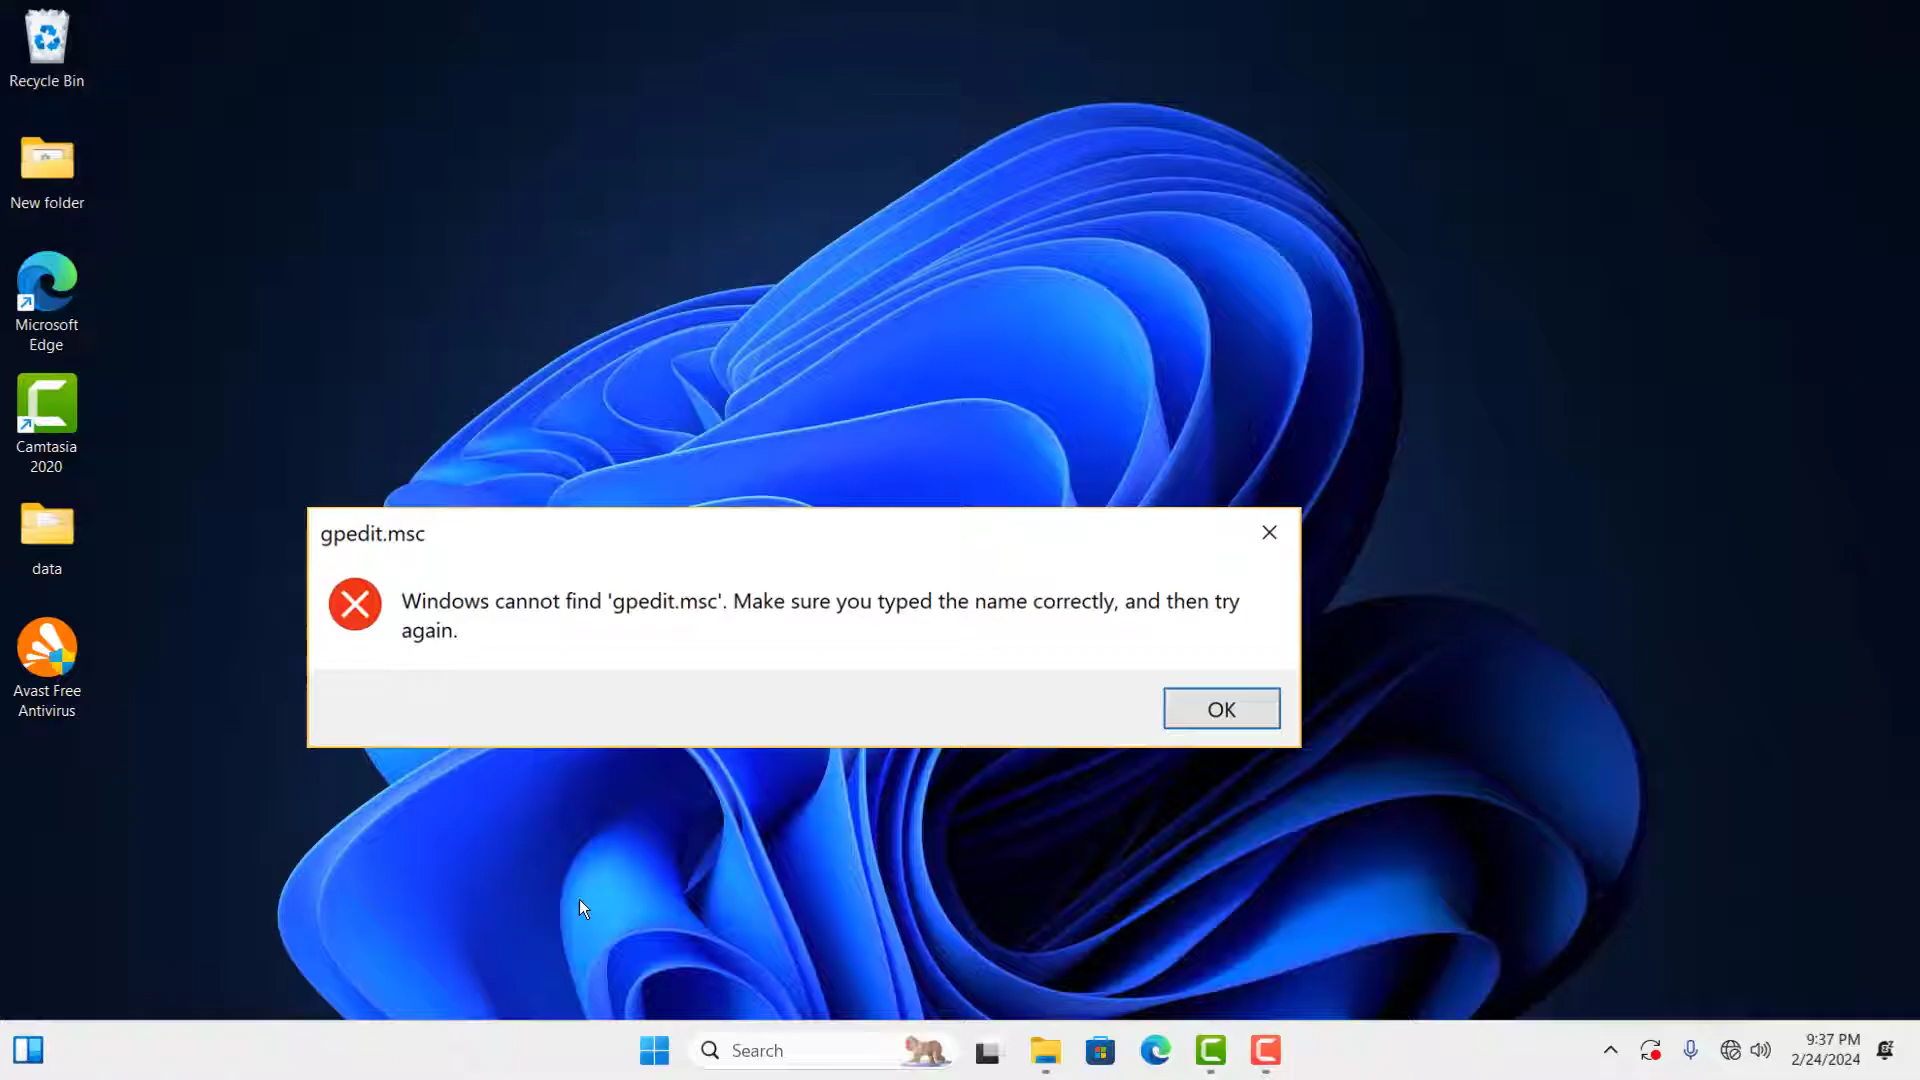 Recycle Bin
New folder
Microsoft
Edge
Camtasia
2020
data
Avast Free
Antivirus
gpedit.msc
Windows cannot find 'gpedit.msc'. Make sure you typed the name correctly, and then try
again.
OK
Search
9:37 PM
2/24/2024